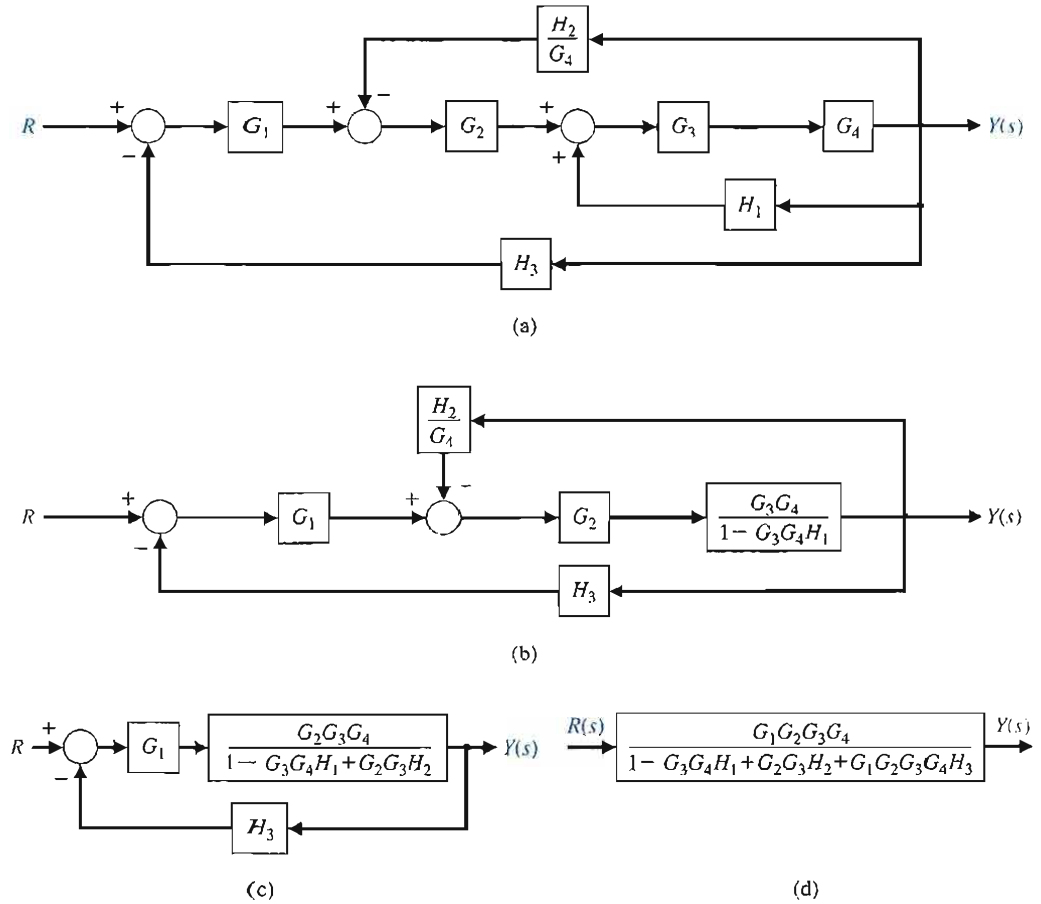 H₂
G₄
−
+ + +
R G₁ G₂ G₃ G₄ Y(s)
− +
H₁
H₃
(a)
H₂
G₄
−
+ +
R G₁ G₂ G₃G₄ Y(s)
1− G₃G₄H₁
−
H₃
(b)
+
R G₁ G₂G₃G₄ Y(s)
1− G₃G₄H₁+G₂G₃H₂
−
H₃
(c)
R(s) G₁G₂G₃G₄ Y(s)
1− G₃G₄H₁+G₂G₃H₂+G₁G₂G₃G₄H₃
(d)